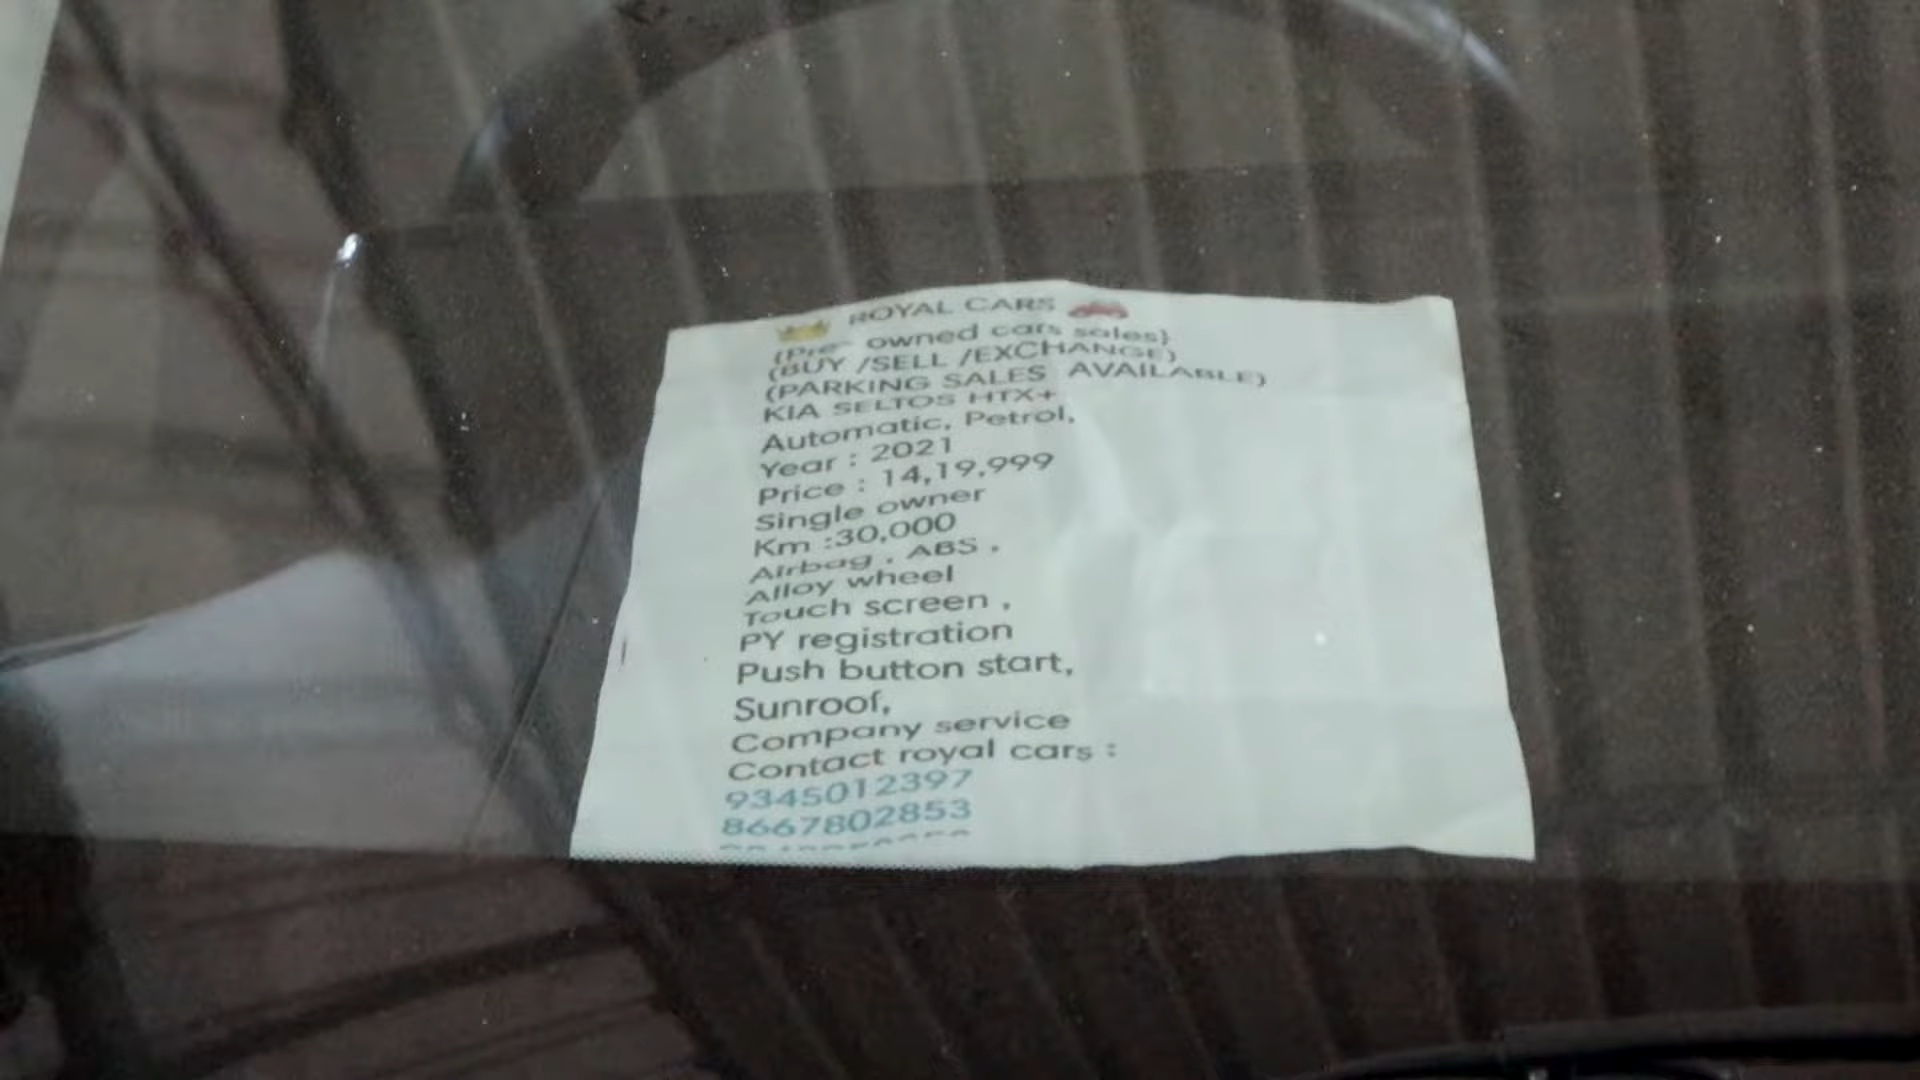 ROYAL CARS
(Pre- owned cars sales)
(BUY /SELL /EXCHANGE)
(PARKING SALES AVAILABLE)
KIA SELTOS HTX+
Automatic, Petrol,
Year : 2021
Price : 14,19,999
Single owner
Km :30,000
Airbag , ABS ,
Alloy wheel
Touch screen ,
PY registration
Push button start,
Sunroof,
Company service
Contact royal cars :
9345012397
8667802853